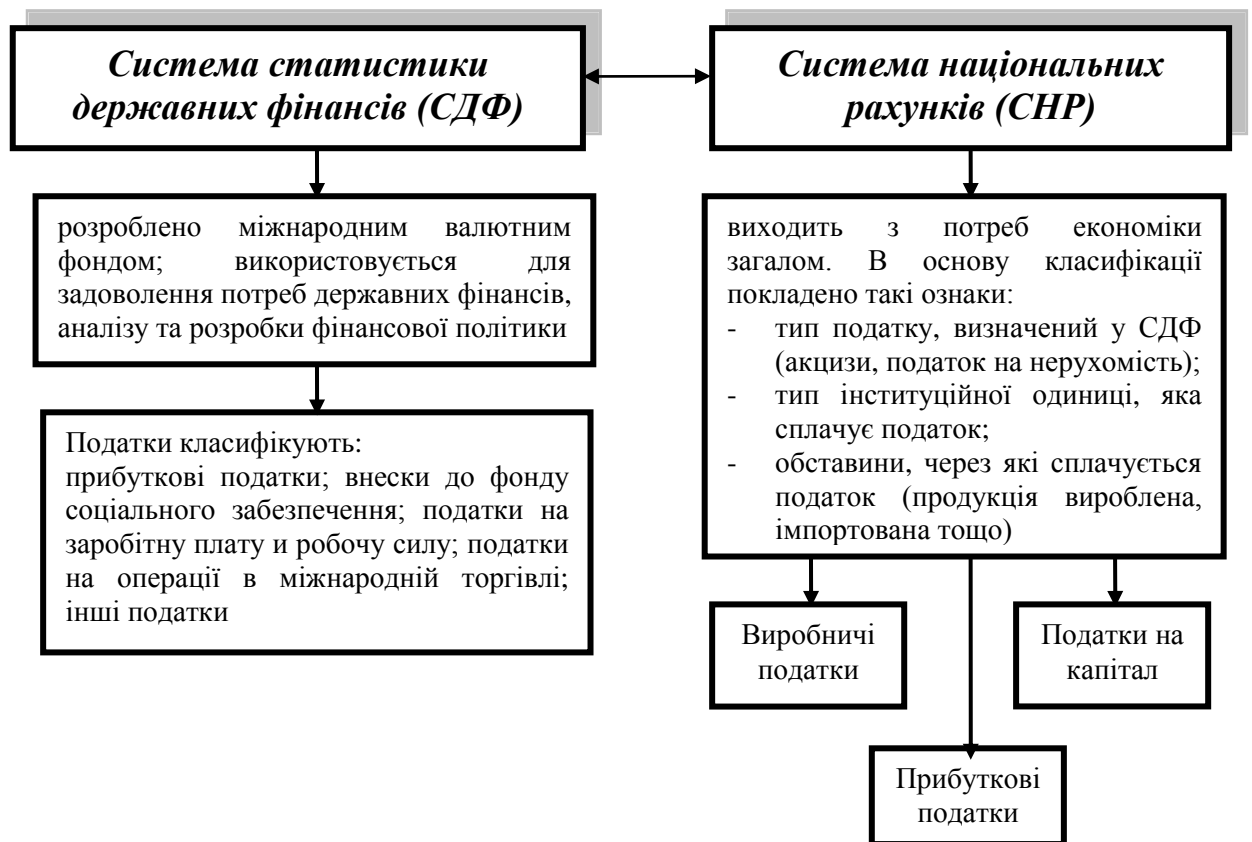 Система статистики
державних фінансів (СДФ)
Система національних
рахунків (СНР)
розроблено міжнародним валютним
фондом; використовується для
задоволення потреб державних фінансів,
аналізу та розробки фінансової політики
Податки класифікують:
прибуткові податки; внески до фонду
соціального забезпечення; податки на
заробітну плату и робочу силу; податки
на операції в міжнародній торгівлі;
інші податки
виходить з потреб економіки
загалом. В основу класифікації
покладено такі ознаки:
- тип податку, визначений у СДФ
(акцизи, податок на нерухомість);
- тип інституційної одиниці, яка
сплачує податок;
- обставини, через які сплачується
податок (продукція вироблена,
імпортована тощо)
Виробничі
податки
Податки на
капітал
Прибуткові
податки